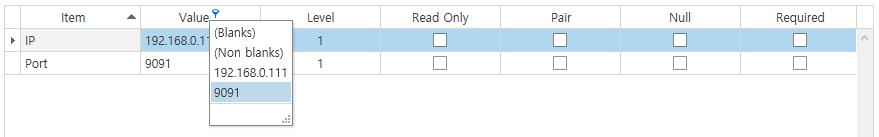 Item Value Level Read Only Pair Null Required
IP 192.168.0.11 1
Port 9091 1
(Blanks)
(Non blanks)
192.168.0.111
9091